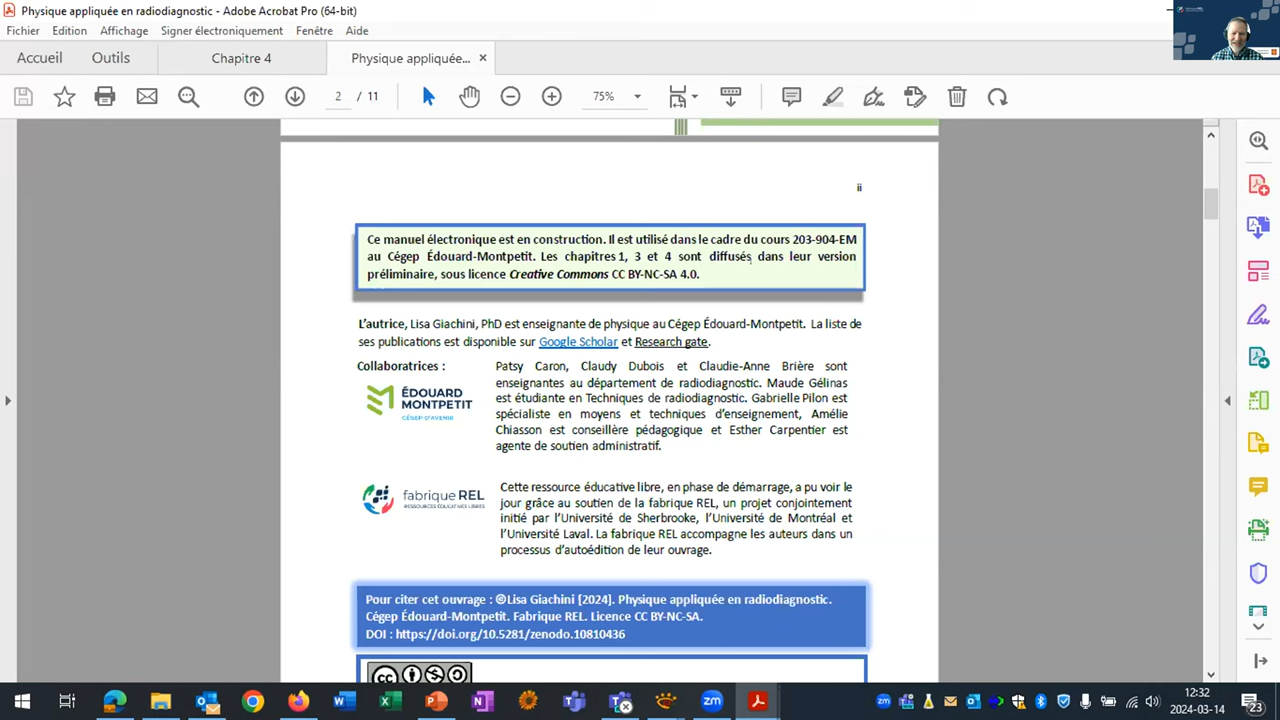 Physique appliquée en radiodiagnostic - Adobe Acrobat Pro (64-bit)
Fichier Edition Affichage Signer électroniquement Fenêtre Aide
Accueil Outils Chapitre 4 Physique appliquée... ×
2 / 11 75%
ii
Ce manuel électronique est en construction. Il est utilisé dans le cadre du cours 203-904-EM
au Cégep Édouard-Montpetit. Les chapitres 1, 3 et 4 sont diffusés dans leur version
préliminaire, sous licence Creative Commons CC BY-NC-SA 4.0.
L'autrice, Lisa Giachini, PhD est enseignante de physique au Cégep Édouard-Montpetit. La liste de
ses publications est disponible sur Google Scholar et Research gate.
Collaboratrices :
ÉDOUARD
MONTPETIT
CÉGEP D'AVENIR
Patsy Caron, Claudy Dubois et Claudie-Anne Brière sont
enseignantes au département de radiodiagnostic. Maude Gélinas
est étudiante en Techniques de radiodiagnostic. Gabrielle Pilon est
spécialiste en moyens et techniques d'enseignement, Amélie
Chiasson est conseillère pédagogique et Esther Carpentier est
agente de soutien administratif.
fabrique REL
RESSOURCES ÉDUCATIVES LIBRES
Cette ressource éducative libre, en phase de démarrage, a pu voir le
jour grâce au soutien de la fabrique REL, un projet conjointement
initié par l'Université de Sherbrooke, l'Université de Montréal et
l'Université Laval. La fabrique REL accompagne les auteurs dans un
processus d'autoédition de leur ouvrage.
Pour citer cet ouvrage : ©Lisa Giachini [2024]. Physique appliquée en radiodiagnostic.
Cégep Édouard-Montpetit. Fabrique REL. Licence CC BY-NC-SA.
DOI : https://doi.org/10.5281/zenodo.10810436
cc
12:32
2024-03-14
23